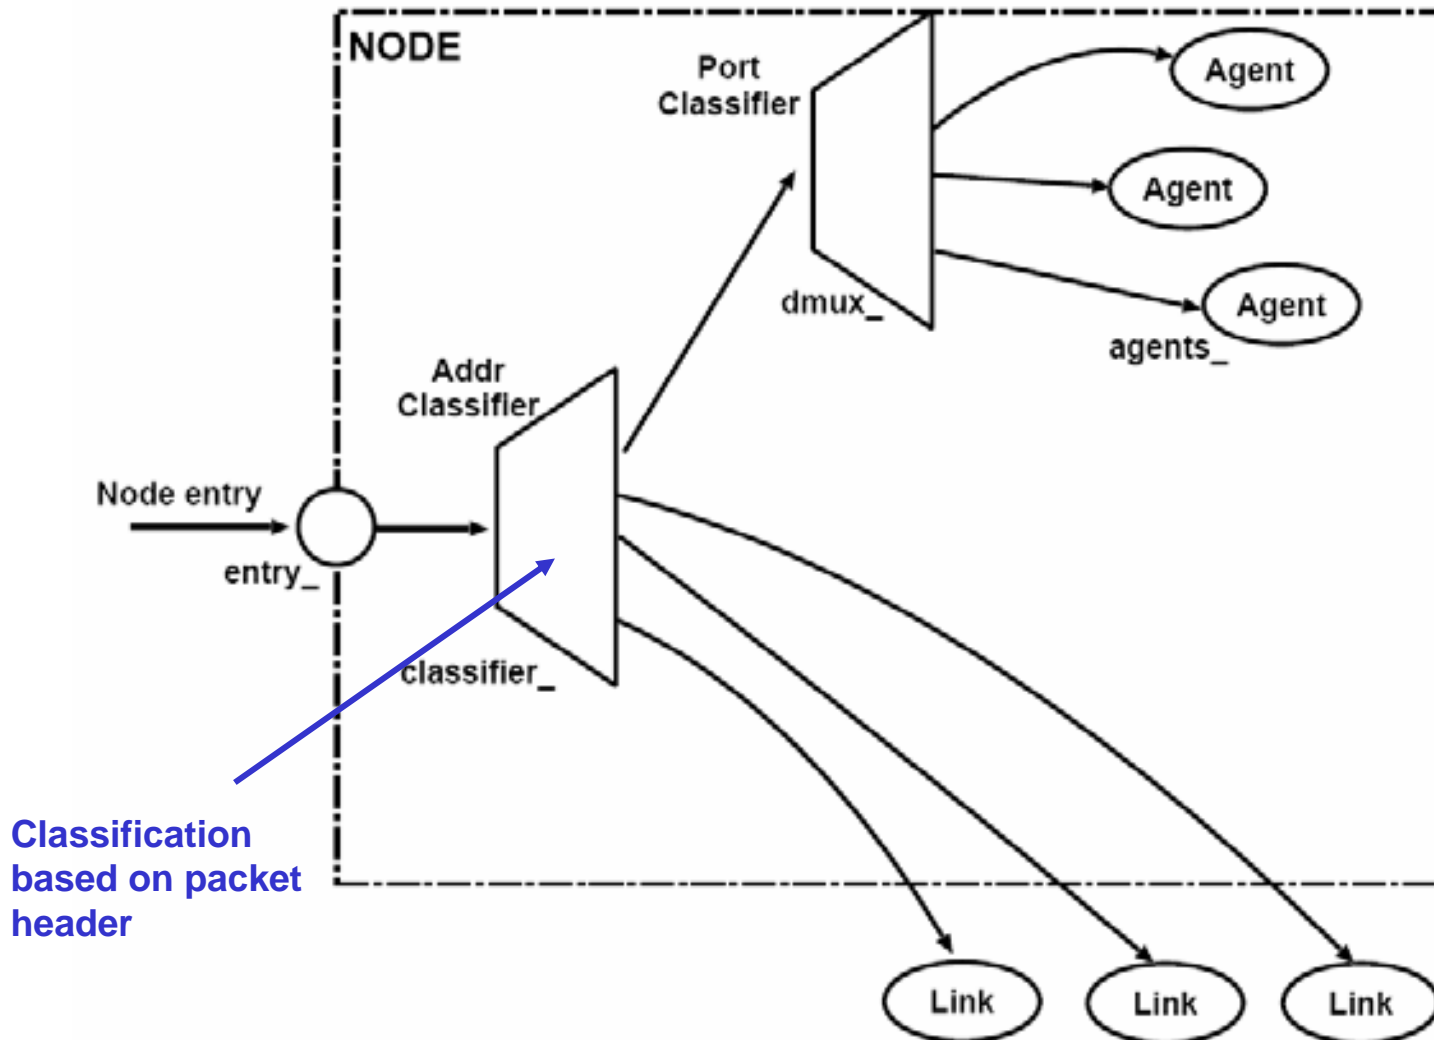 NODE
Port
Classifier
Agent
Agent
dmux_
Agent
agents_
Addr
Classifier
Node entry
entry_
classifier_
Classification
based on packet
header
Link
Link
Link